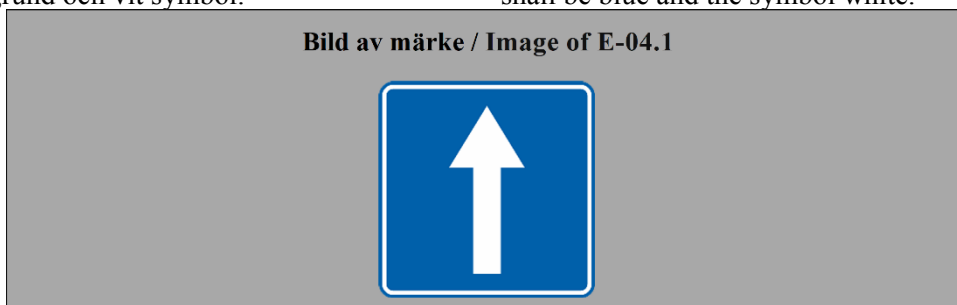 och vit symbol. shall be blue and the symbol white.
Bild av märke / Image of E-04.1